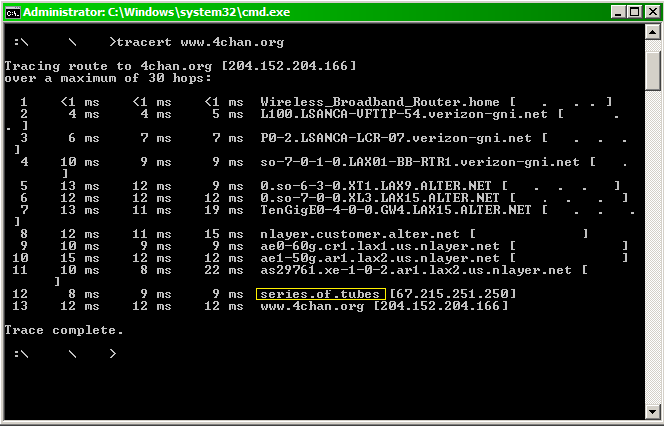 Administrator: C:\Windows\system32\cmd.exe
:\ \ >tracert www.4chan.org
Tracing route to 4chan.org [204.152.204.166]
over a maximum of 30 hops:
1 <1 ms <1 ms <1 ms Wireless_Broadband_Router.home [ . . . ]
2 4 ms 4 ms 5 ms L100.LSANCA-VFTTP-54.verizon-gni.net [ .
. ]
3 6 ms 7 ms 7 ms P0-2.LSANCA-LCR-07.verizon-gni.net [ . . .
]
4 10 ms 9 ms 9 ms so-7-0-1-0.LAX01-BB-RTR1.verizon-gni.net [ .
]
5 13 ms 12 ms 9 ms 0.so-6-3-0.XT1.LAX9.ALTER.NET [ . . . ]
6 12 ms 12 ms 12 ms 0.so-7-0-0.XL3.LAX15.ALTER.NET [ . . . ]
7 13 ms 11 ms 19 ms TenGigE0-4-0-0.GW4.LAX15.ALTER.NET [ . . .
]
8 12 ms 11 ms 15 ms nlayer.customer.alter.net [ ]
9 10 ms 9 ms 9 ms ae0-60g.cr1.lax1.us.nlayer.net [ ]
10 15 ms 12 ms 12 ms ae1-50g.ar1.lax2.us.nlayer.net [ ]
11 10 ms 8 ms 22 ms as29761.xe-1-0-2.ar1.lax2.us.nlayer.net [
]
12 8 ms 9 ms 9 ms series.of.tubes [67.215.251.250]
13 12 ms 9 ms 9 ms www.4chan.org [204.152.204.166]
Trace complete.
:\ \ >